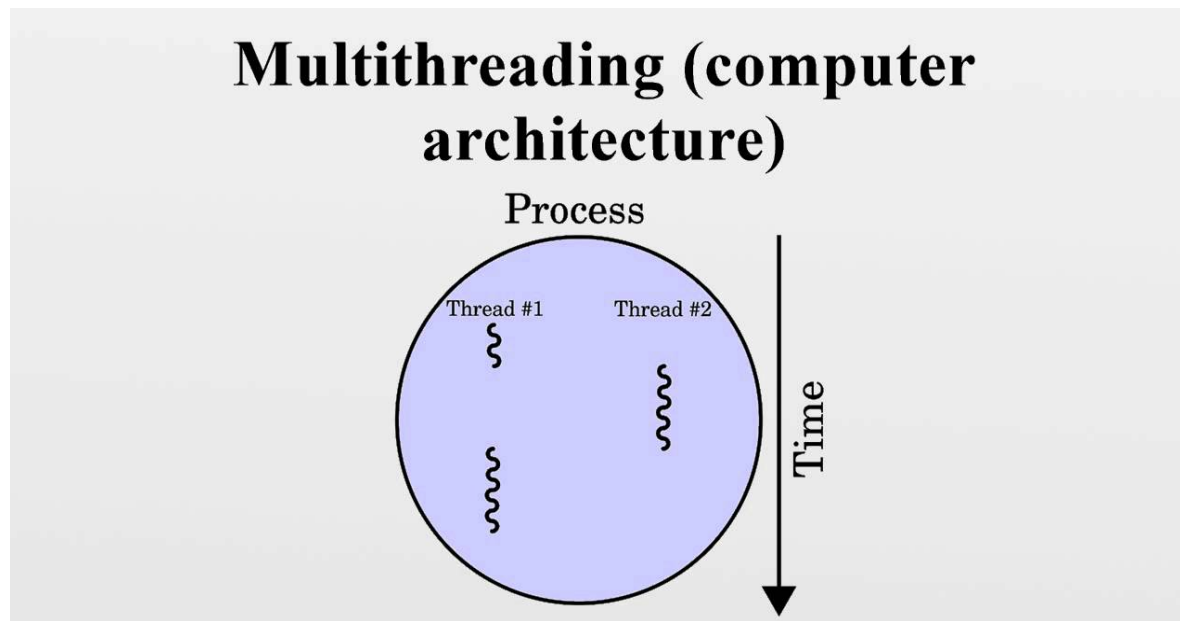 Multithreading (computer
architecture)
Process
Thread #1
Thread #2
Time